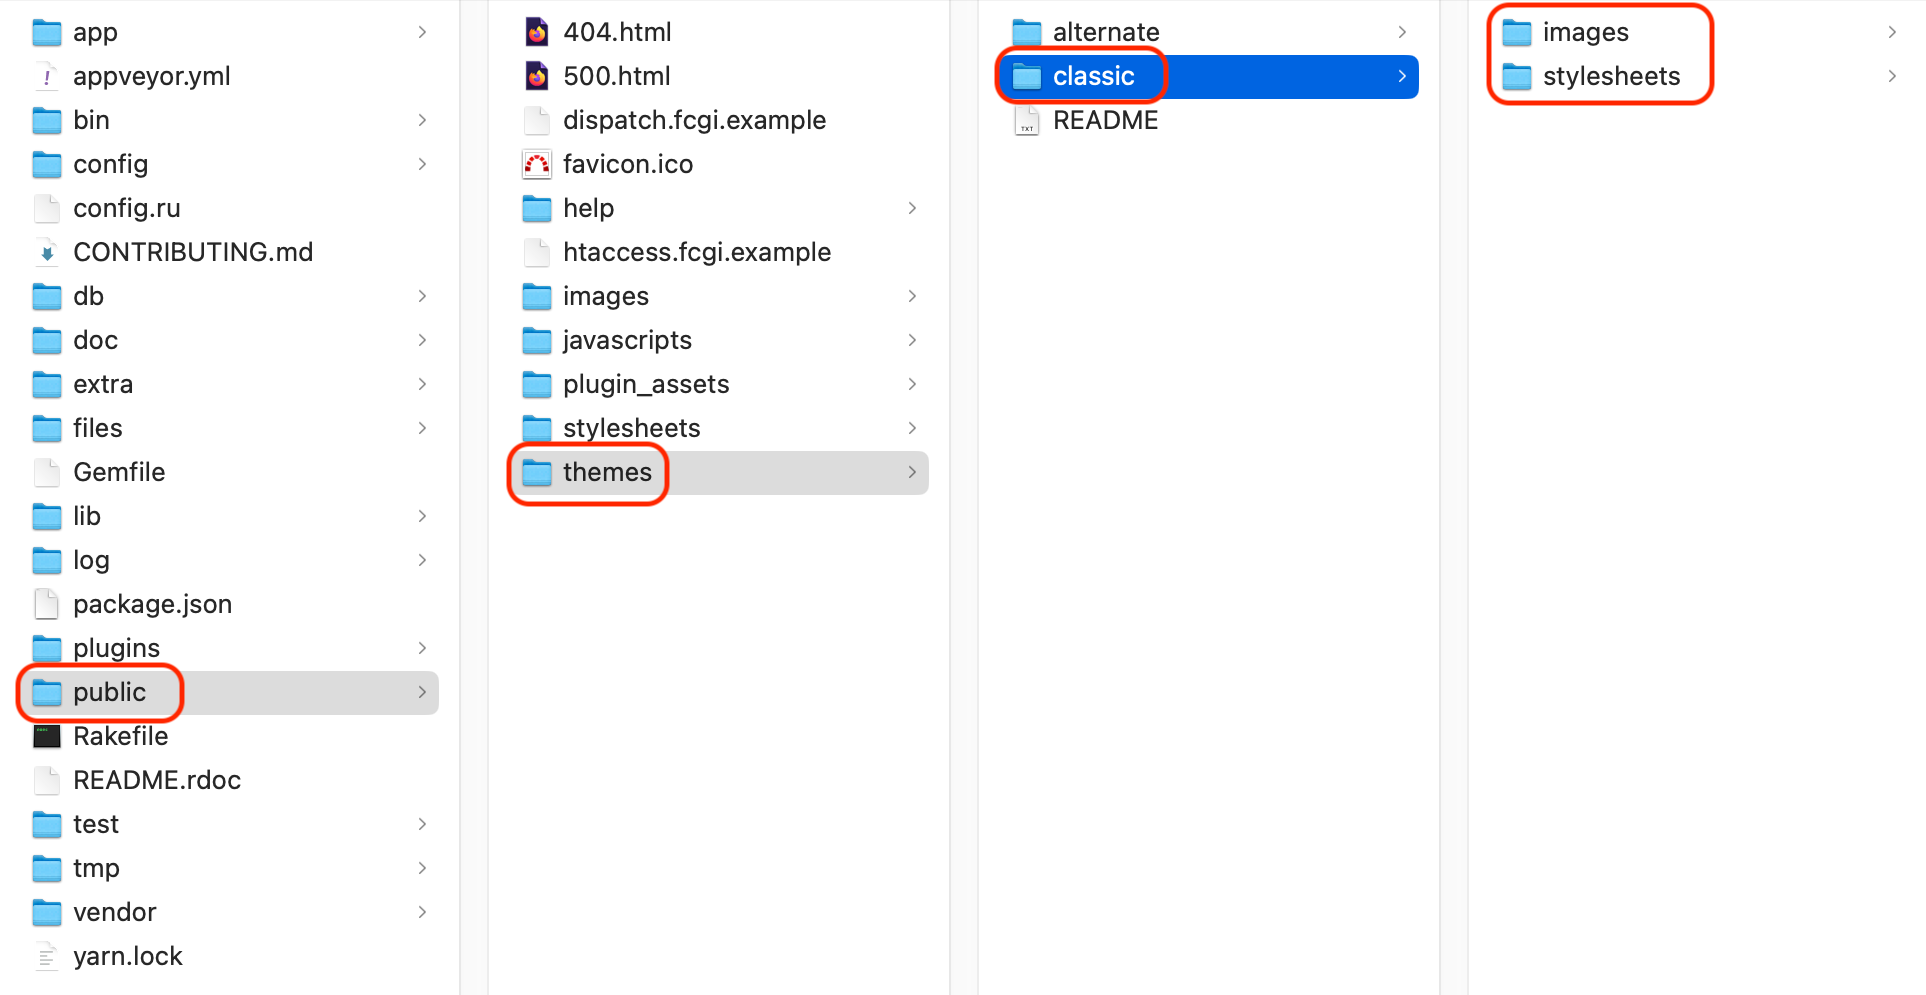 app
appveyor.yml
bin
config
config.ru
CONTRIBUTING.md
db
doc
extra
files
Gemfile
lib
log
package.json
plugins
public
Rakefile
README.rdoc
test
tmp
vendor
yarn.lock
404.html
500.html
dispatch.fcgi.example
favicon.ico
help
htaccess.fcgi.example
images
javascripts
plugin_assets
stylesheets
themes
alternate
classic
TXT
README
images
stylesheets